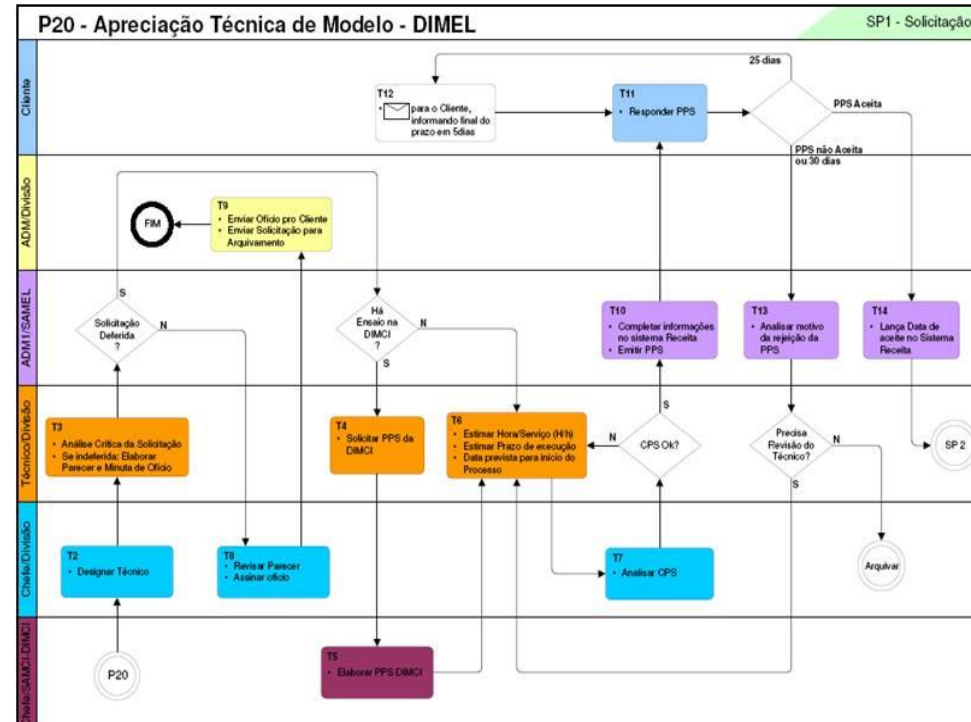 P20 - Apreciação Técnica de Modelo - DIMEL
SP1 - Solicitação
Cliente
25 dias
T12
para o Cliente,
informando final do
prazo em 5dias
T11
• Responder PPS
PPS Aceita
PPS não Aceita
ou 30 dias
ADM/Divisão
FIM
T9
• Enviar Ofício pro Cliente
• Enviar Solicitação para
Arquivamento
ADM1/SAMEL
S
Solicitação
Deferida
?
N
Há
Ensaio na
DIMCI
?
N
S
T10
• Completar informações
no sistema Receita
• Emitir PPS
T13
• Analisar motivo
da rejeição da
PPS
T14
• Lança Data de
aceite no Sistema
Receita
Técnico/Divisão
T3
• Análise Crítica da Solicitação
• Se indeferida: Elaborar
Parecer e Minuta de Ofício
T4
• Solicitar PPS da
DIMCI
T6
• Estimar Hora/Serviço (H/h)
• Estimar Prazo de execução
• Data prevista para início do
Processo
S
N
CPS Ok?
Precisa
Revisão do
Técnico?
N
S
SP 2
Chefe/Divisão
T2
• Designar Técnico
T8
• Revisar Parecer
• Assinar ofício
T7
• Analisar CPS
Arquivar
Chefe/SAMCI-DIMCI
P20
T5
• Elaborar PPS DIMCI